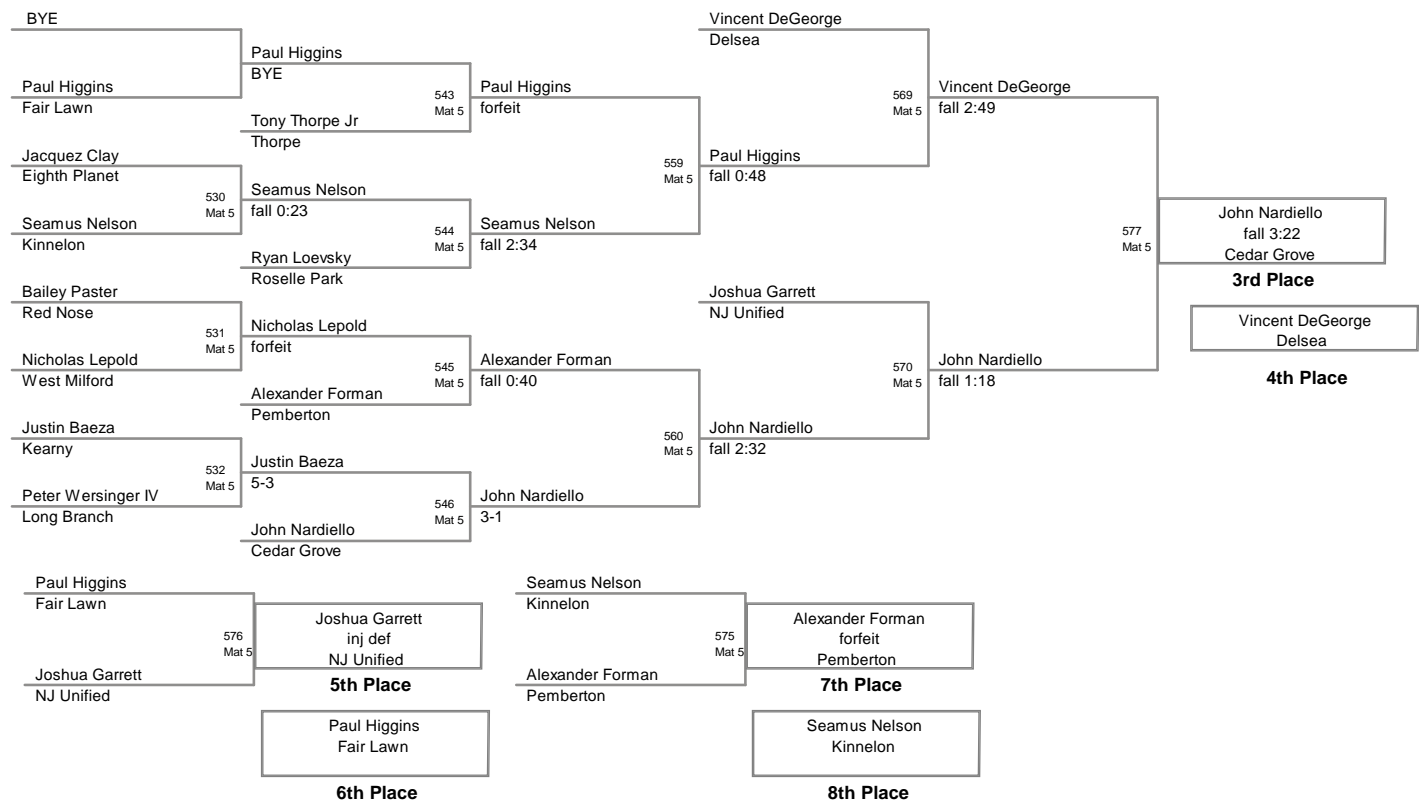 BYE
Paul Higgins
Fair Lawn
Jacquez Clay
Eighth Planet
530
Mat 5
Seamus Nelson
Kinnelon
Bailey Paster
Red Nose
531
Mat 5
Nicholas Lepold
West Milford
Justin Baeza
Kearny
532
Mat 5
Peter Wersinger IV
Long Branch
Paul Higgins
BYE
543
Mat 5
Tony Thorpe Jr
Thorpe
Seamus Nelson
fall 0:23
544
Mat 5
Ryan Loevsky
Roselle Park
Nicholas Lepold
forfeit
545
Mat 5
Alexander Forman
Pemberton
Justin Baeza
5-3
546
Mat 5
John Nardiello
Cedar Grove
Paul Higgins
forfeit
559
Mat 5
Seamus Nelson
fall 2:34
Alexander Forman
fall 0:40
560
Mat 5
John Nardiello
3-1
Vincent DeGeorge
Delsea
569
Mat 5
Paul Higgins
fall 0:48
Joshua Garrett
NJ Unified
570
Mat 5
John Nardiello
fall 2:32
Vincent DeGeorge
fall 2:49
577
Mat 5
John Nardiello
fall 1:18
John Nardiello
fall 3:22
Cedar Grove
3rd Place
Vincent DeGeorge
Delsea
4th Place
Paul Higgins
Fair Lawn
576
Mat 5
Joshua Garrett
NJ Unified
Joshua Garrett
inj def
NJ Unified
5th Place
Paul Higgins
Fair Lawn
6th Place
Seamus Nelson
Kinnelon
575
Mat 5
Alexander Forman
Pemberton
Alexander Forman
forfeit
Pemberton
7th Place
Seamus Nelson
Kinnelon
8th Place